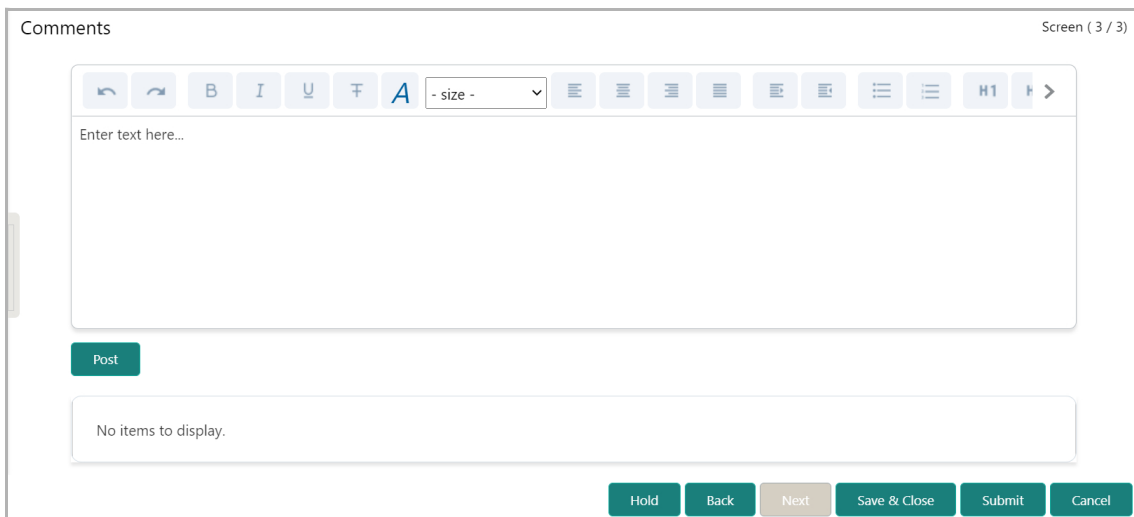 Comments
Screen ( 3 / 3)
B I U T A - size - H1
Enter text here...
Post
No items to display.
Hold Back Next Save & Close Submit Cancel